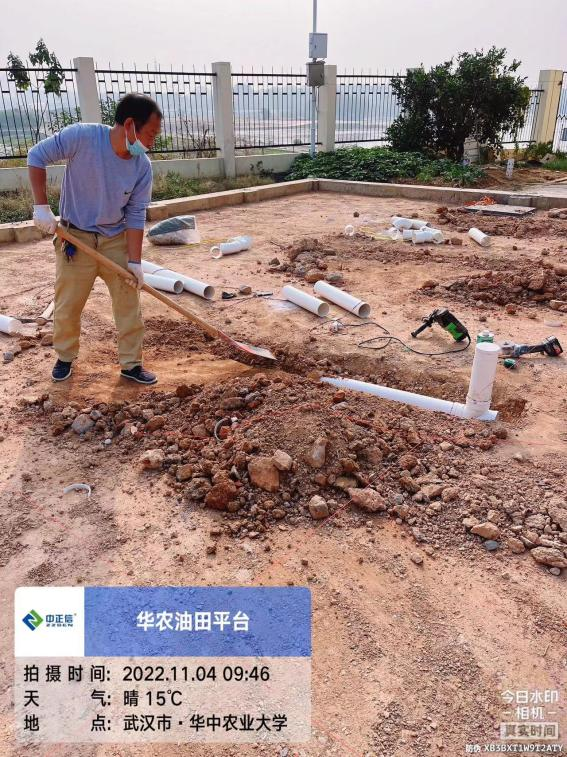 中正信®
ZZSEN
华农油田平台
拍摄时间: 2022.11.04 09:46
天 气: 晴 15℃
地 点: 武汉市·华中农业大学
今日水印
相机
真实时间
防伪 XB3BXT1W9T2ATY